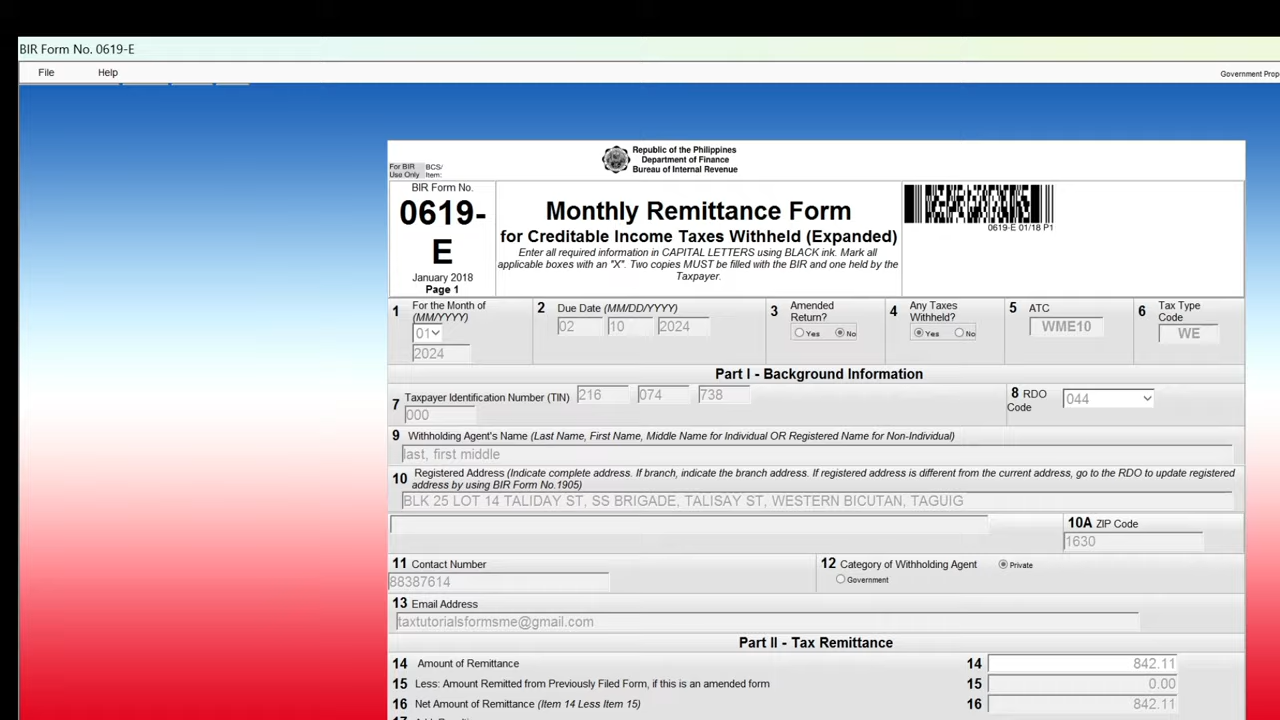 BIR Form No. 0619-E
File Help
Government Prop
Republic of the Philippines
Department of Finance
Bureau of Internal Revenue
For BIR Use Only
BCS/ Item:
BIR Form No.
0619-E
January 2018
Page 1
Monthly Remittance Form
for Creditable Income Taxes Withheld (Expanded)
Enter all required information in CAPITAL LETTERS using BLACK ink. Mark all
applicable boxes with an "X". Two copies MUST be filled with the BIR and one held by the
Taxpayer.
0619-E 01/18 P1
1 For the Month of
(MM/YYYY)
01
2024
2 Due Date (MM/DD/YYYY)
02 10 2024
3 Amended
Return?
Yes No
4 Any Taxes
Withheld?
Yes No
5 ATC
WME10
6 Tax Type
Code
WE
Part I - Background Information
7 Taxpayer Identification Number (TIN) 216 074 738
000
8 RDO
Code
044
9 Withholding Agent's Name (Last Name, First Name, Middle Name for Individual OR Registered Name for Non-Individual)
last, first middle
10 Registered Address (Indicate complete address. If branch, indicate the branch address. If registered address is different from the current address, go to the RDO to update registered
address by using BIR Form No.1905)
BLK 25 LOT 14 TALIDAY ST, SS BRIGADE, TALISAY ST, WESTERN BICUTAN, TAGUIG
10A ZIP Code
1630
11 Contact Number
88387614
12 Category of Withholding Agent Private
Government
13 Email Address
taxtutorialsformsme@gmail.com
Part II - Tax Remittance
14 Amount of Remittance 14 842.11
15 Less: Amount Remitted from Previously Filed Form, if this is an amended form 15 0.00
16 Net Amount of Remittance (Item 14 Less Item 15) 16 842.11